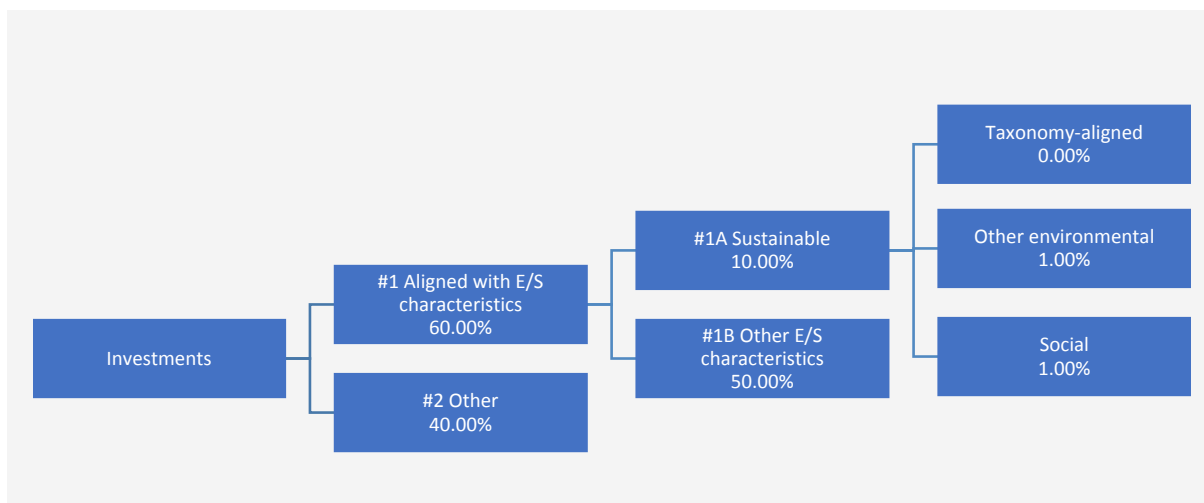 Investments
#1 Aligned with E/S
characteristics
60.00%
#2 Other
40.00%
#1A Sustainable
10.00%
#1B Other E/S
characteristics
50.00%
Taxonomy-aligned
0.00%
Other environmental
1.00%
Social
1.00%